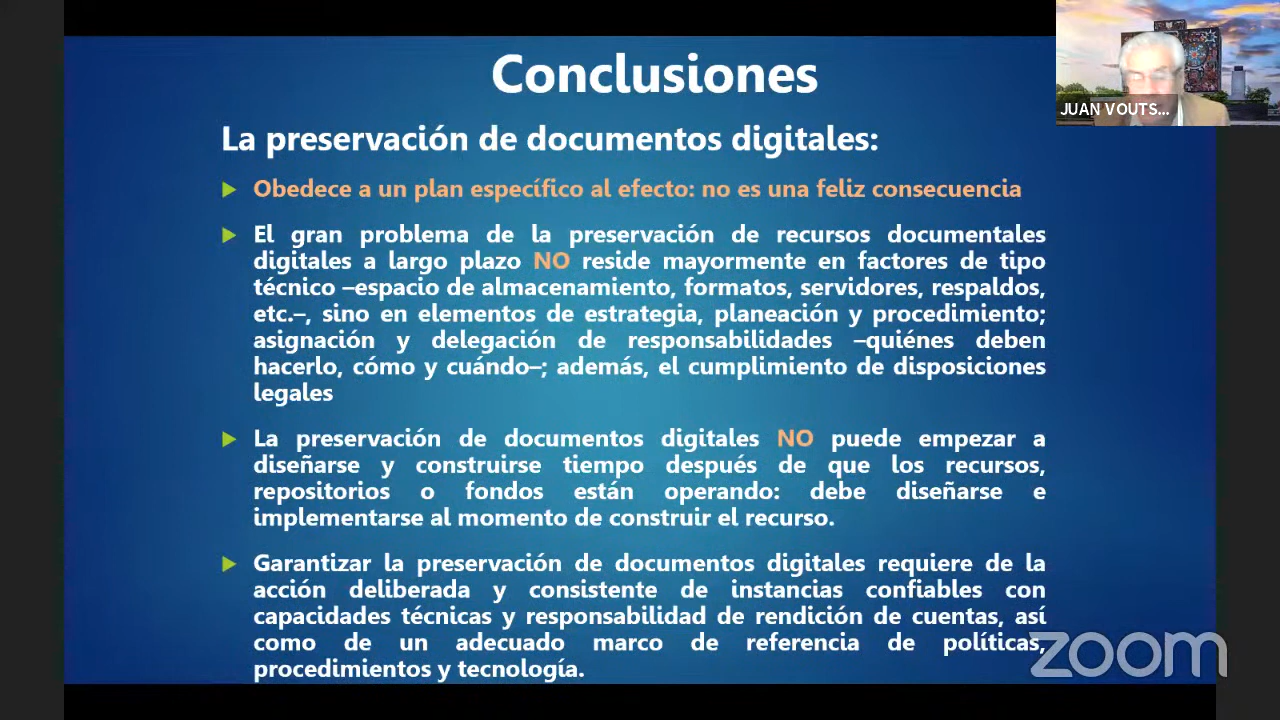 Conclusiones
La preservación de documentos digitales:
Obedece a un plan específico al efecto: no es una feliz consecuencia
El gran problema de la preservación de recursos documentales
digitales a largo plazo NO reside mayormente en factores de tipo
técnico –espacio de almacenamiento, formatos, servidores, respaldos,
etc.–, sino en elementos de estrategia, planeación y procedimiento;
asignación y delegación de responsabilidades –quiénes deben
hacerlo, cómo y cuándo–; además, el cumplimiento de disposiciones
legales
La preservación de documentos digitales NO puede empezar a
diseñarse y construirse tiempo después de que los recursos,
repositorios o fondos están operando: debe diseñarse e
implementarse al momento de construir el recurso.
Garantizar la preservación de documentos digitales requiere de la
acción deliberada y consistente de instancias confiables con
capacidades técnicas y responsabilidad de rendición de cuentas, así
como de un adecuado marco de referencia de políticas,
procedimientos y tecnología.
JUAN VOUTS...
zoom